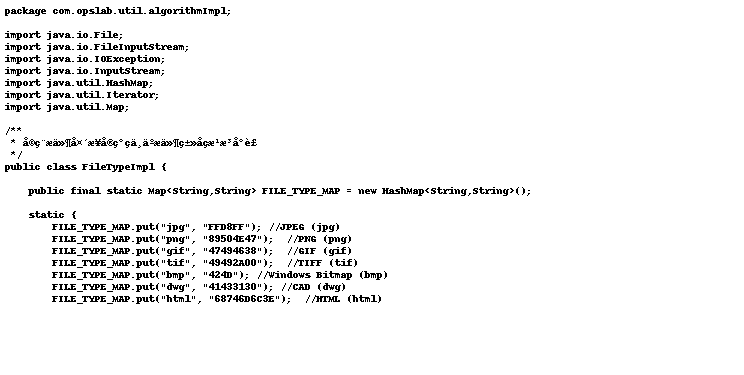 package com.opslab.util.algorithmImpl;
import java.io.File;
import java.io.FileInputStream;
import java.io.IOException;
import java.io.InputStream;
import java.util.HashMap;
import java.util.Iterator;
import java.util.Map;
/**
 *
 */
public class FileTypeImpl {
public final static Map<String,String> FILE_TYPE_MAP = new HashMap<String,String>();
static {
FILE_TYPE_MAP.put("jpg", "FFD8FF"); //JPEG (jpg)
FILE_TYPE_MAP.put("png", "89504E47");  //PNG (png)
FILE_TYPE_MAP.put("gif", "47494638");  //GIF (gif)
FILE_TYPE_MAP.put("tif", "49492A00");  //TIFF (tif)
FILE_TYPE_MAP.put("bmp", "424D"); //Windows Bitmap (bmp)
FILE_TYPE_MAP.put("dwg", "41433130"); //CAD (dwg)
FILE_TYPE_MAP.put("html", "68746D6C3E");  //HTML (html)